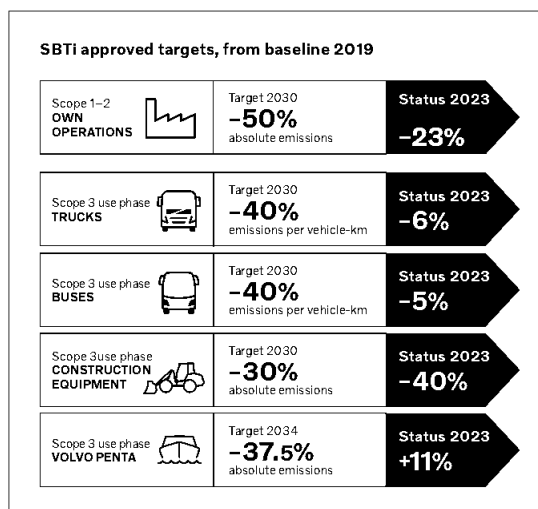 SBTi approved targets, from baseline 2019
Scope 1–2
OWN
OPERATIONS
Target 2030
–50%
absolute emissions
Status 2023
–23%
Scope 3 use phase
TRUCKS
Target 2030
–40%
emissions per vehicle-km
Status 2023
–6%
Scope 3 use phase
BUSES
Target 2030
–40%
emissions per vehicle-km
Status 2023
–5%
Scope 3use phase
CONSTRUCTION
EQUIPMENT
Target 2030
–30%
absolute emissions
Status 2023
–40%
Scope 3 use phase
VOLVO PENTA
Target 2034
–37.5%
absolute emissions
Status 2023
+11%